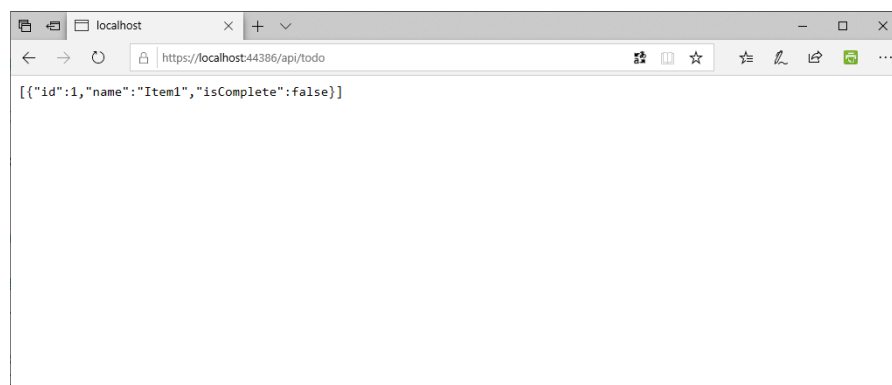 localhost
https://localhost:44386/api/todo
[{"id":1,"name":"Item1","isComplete":false}]